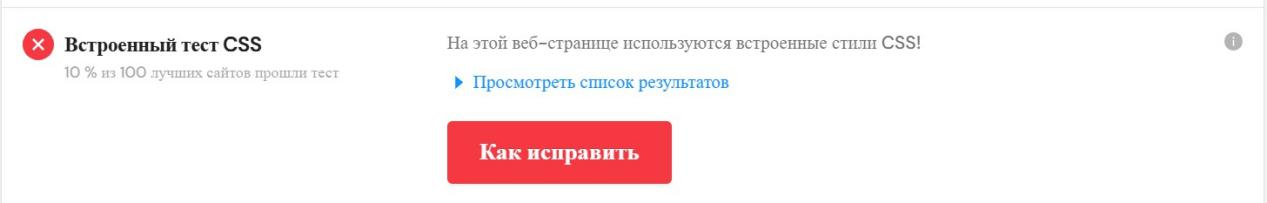 Встроенный тест CSS
10 % из 100 лучших сайтов прошли тест
На этой веб-странице используются встроенные стили CSS!
Просмотреть список результатов
Как исправить